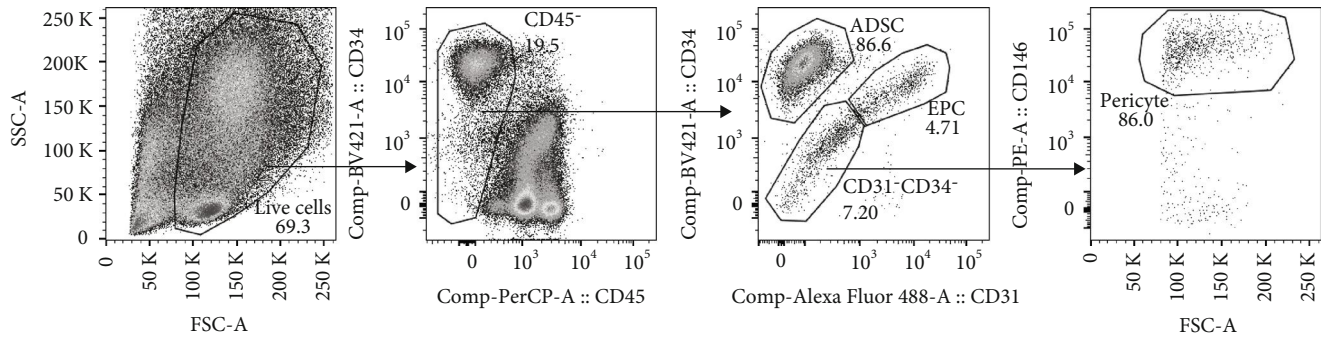 250 K
200K
150 K
100 K
50 K
0
SSC-A
Live cells
69.3
50 K
100 K
150 K
200 K
250 K
FSC-A
Comp-BV421-A :: CD34
10⁵
10⁴
10³
0
CD45⁻
19.5
0
10³
10⁴
10⁵
Comp-PerCP-A :: CD45
Comp-BV421-A :: CD34
10⁵
10⁴
10³
0
ADSC
86.6
EPC
4.71
CD31⁻CD34⁻
7.20
0
10³
10⁴
10⁵
Comp-Alexa Fluor 488-A :: CD31
Comp-PE-A :: CD146
10⁵
10⁴
10³
0
Pericyte
86.0
0
50 K
100 K
150 K
200 K
250 K
FSC-A